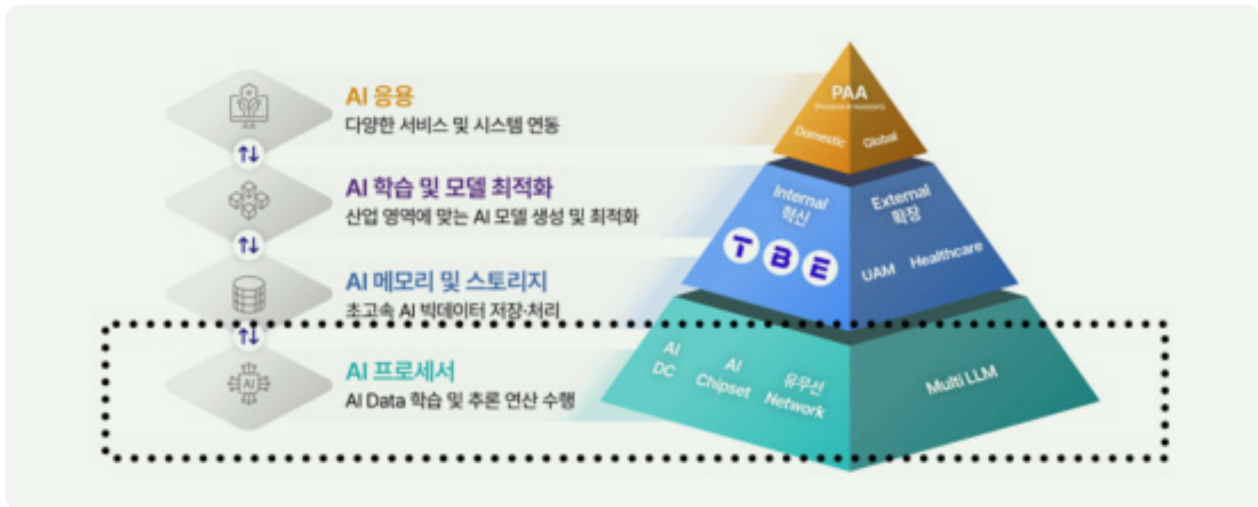 AI 응용
다양한 서비스 및 시스템 연동
AI 학습 및 모델 최적화
산업 영역에 맞는 AI 모델 생성 및 최적화
AI 메모리 및 스토리지
초고속 AI 빅데이터 저장·처리
AI
AI 프로세서
AI Data 학습 및 추론 연산 수행
PAA
Domestic
Global
Internal
혁신
External
확장
T B E
UAM
Healthcare
AI
DC
AI
Chipset
유무선
Network
Multi LLM